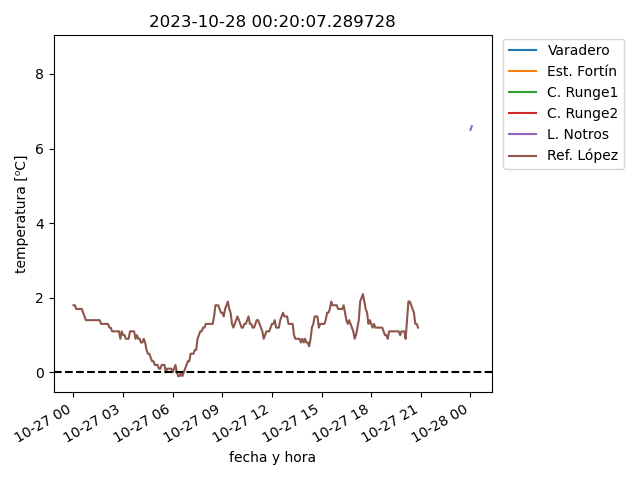 2023-10-28 00:20:07.289728
temperatura [ºC]
8
6
4
2
0
10-27 00
10-27 03
10-27 06
10-27 09
10-27 12
10-27 15
10-27 18
10-27 21
10-28 00
fecha y hora
Varadero
Est. Fortín
C. Runge1
C. Runge2
L. Notros
Ref. López